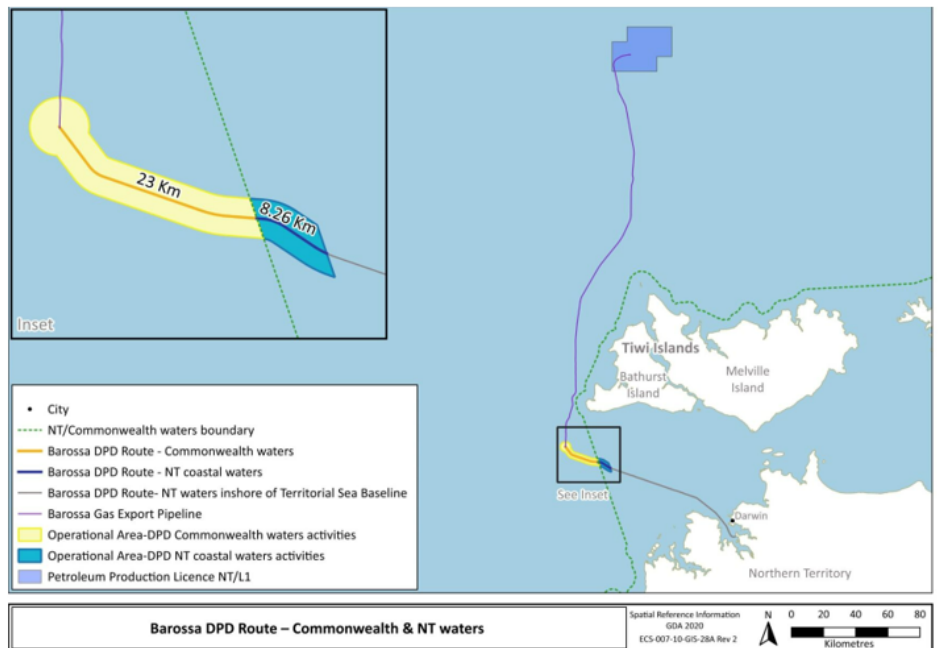 23 Km
8.26 Km
Inset
Tiwi Islands
Bathurst
Island
Melville
Island
See Inset
Darwin
Northern Territory
City
NT/Commonwealth waters boundary
Barossa DPD Route - Commonwealth waters
Barossa DPD Route - NT coastal waters
Barossa DPD Route- NT waters inshore of Territorial Sea Baseline
Barossa Gas Export Pipeline
Operational Area-DPD Commonwealth waters activities
Operational Area-DPD NT coastal waters activities
Petroleum Production Licence NT/L1
Barossa DPD Route – Commonwealth & NT waters
Spatial Reference Information
GDA 2020
ECS-007-10-GIS-28A Rev 2
N
0 20 40 60 80
Kilometres